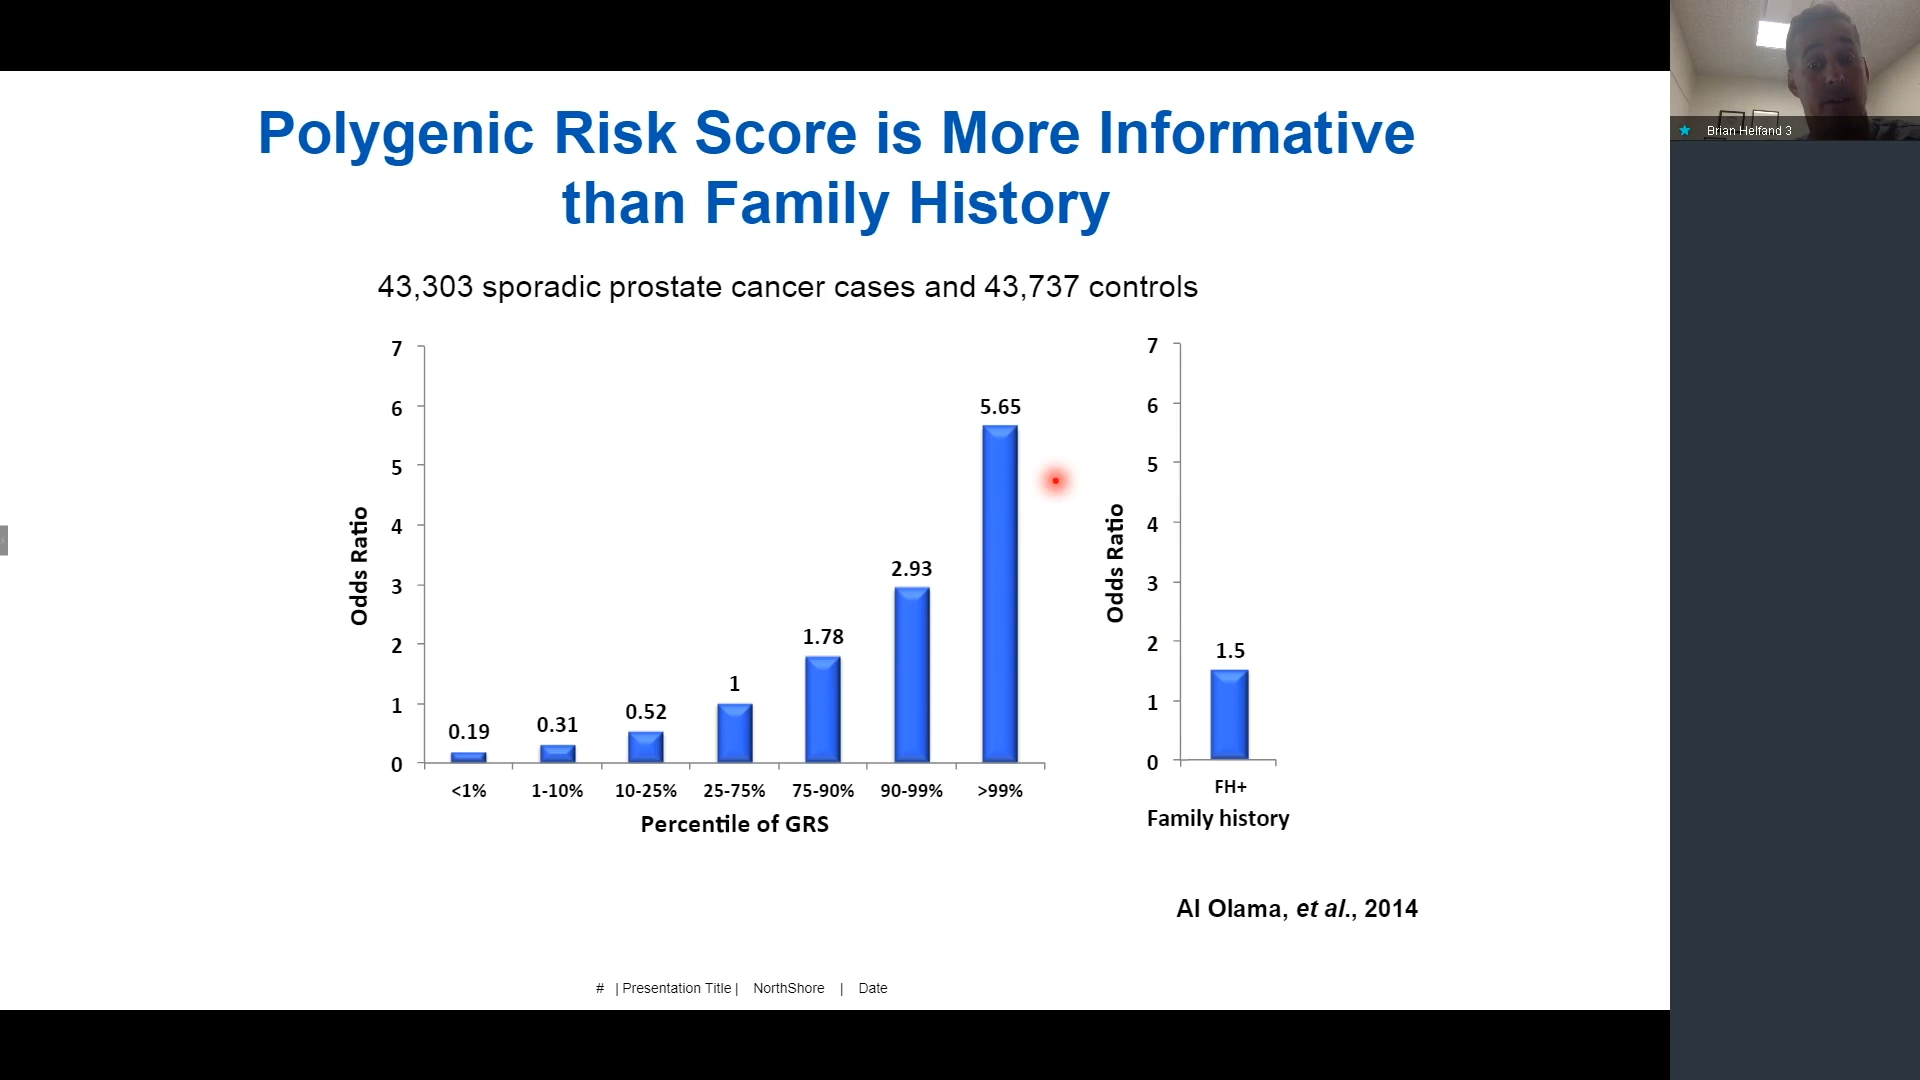 Polygenic Risk Score is More Informative
than Family History
43,303 sporadic prostate cancer cases and 43,737 controls
7
6
5
4
3
2
1
0
Odds Ratio
0.19
0.31
0.52
1
1.78
2.93
5.65
<1% 1-10% 10-25% 25-75% 75-90% 90-99% >99%
Percentile of GRS
7
6
5
4
3
2
1
0
Odds Ratio
1.5
FH+
Family history
Al Olama, et al., 2014
# | Presentation Title | NorthShore | Date
Brian Helfand 3